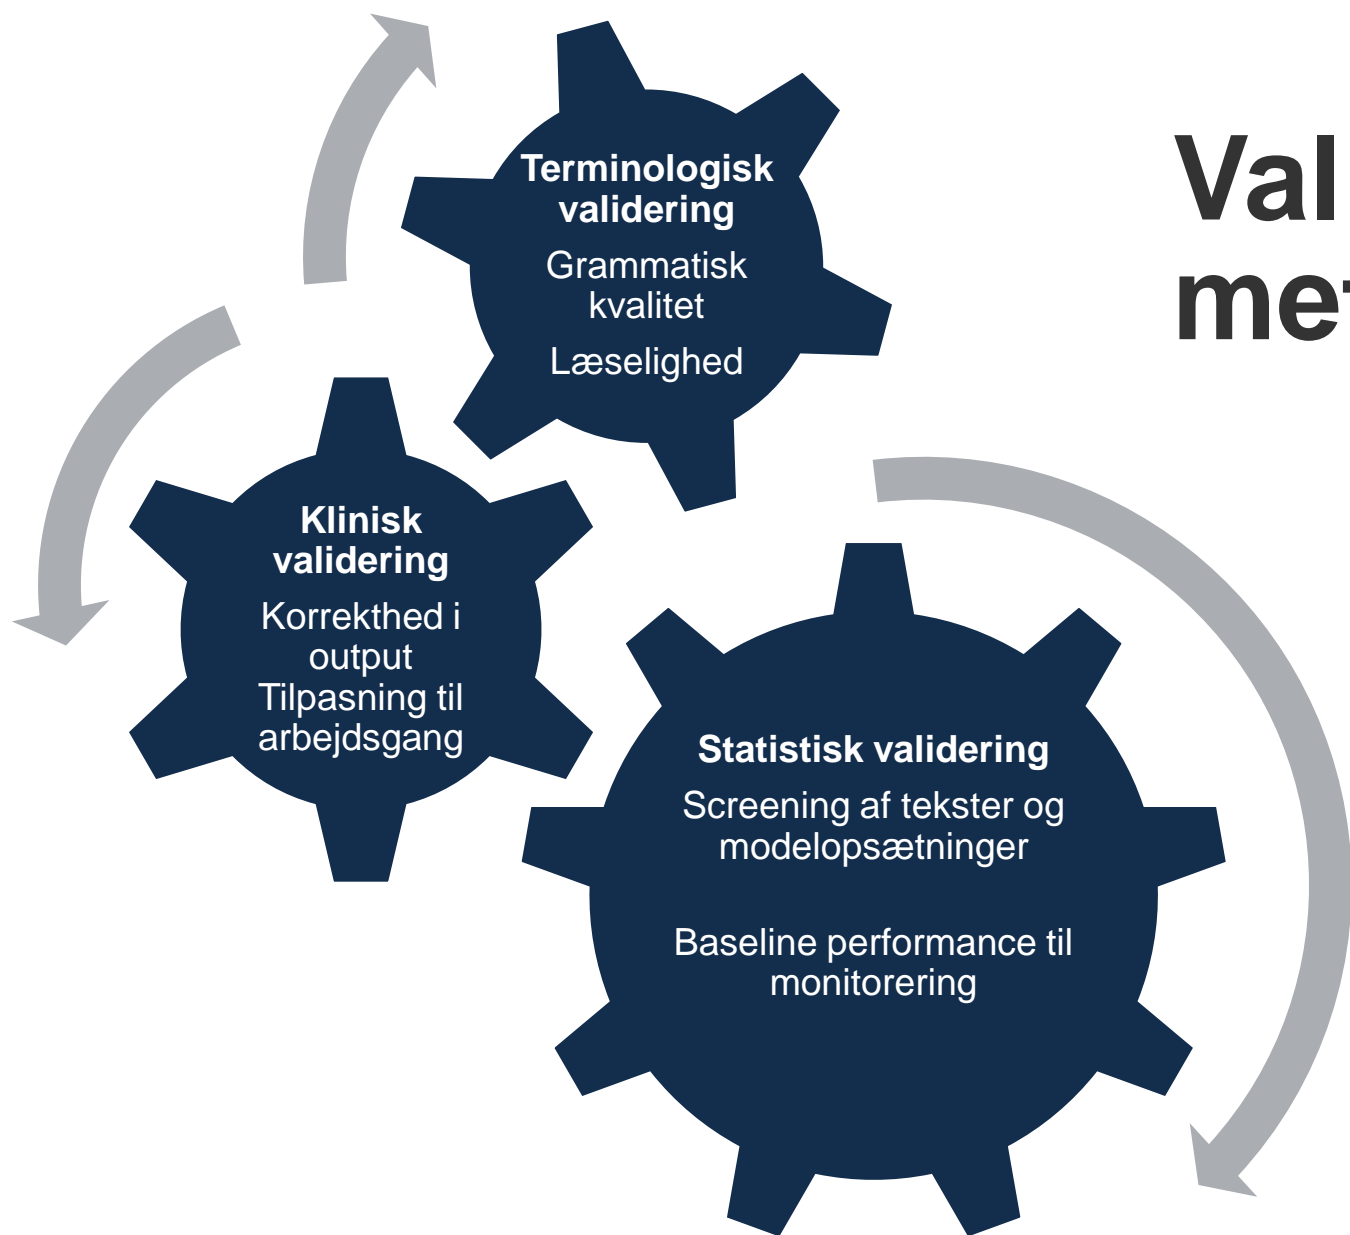 Val
me
Terminologisk
validering
Grammatisk
kvalitet
Læselighed
Klinisk
validering
Korrekthed i
output
Tilpasning til
arbejdsgang
Statistisk validering
Screening af tekster og
modelopsætninger
Baseline performance til
monitorering